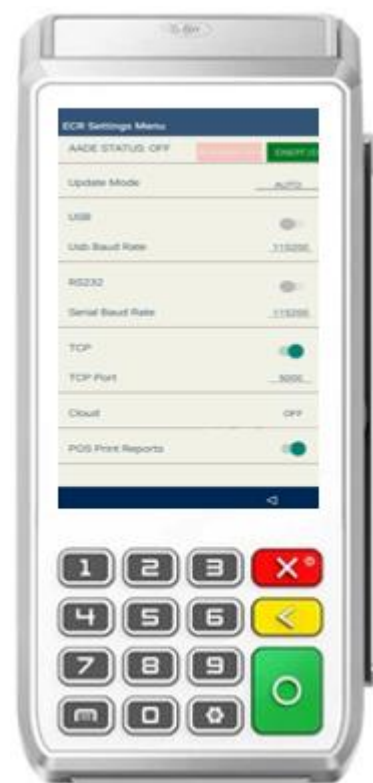 ECR Settings Menu
AADE STATUS: OFF
Update Mode AUTO
USB
Usb Baud Rate 115200
RS232
Serial Baud Rate 115200
TCP
TCP Port 5000
Cloud OFF
POS Print Reports
1 2 3
4 5 6
7 8 9
0